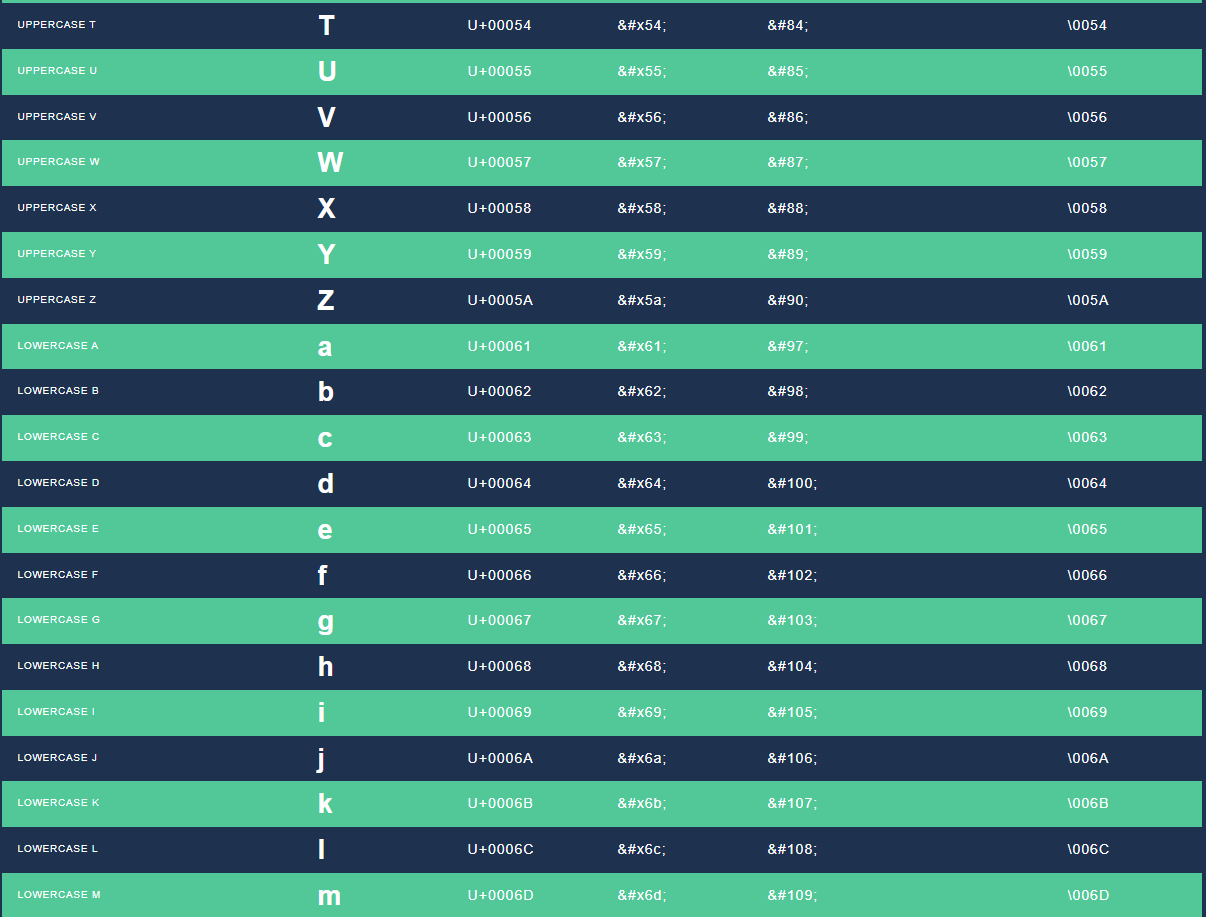 UPPERCASE T T U+00054 &#x54; &#84; \0054
UPPERCASE U U U+00055 &#x55; &#85; \0055
UPPERCASE V V U+00056 &#x56; &#86; \0056
UPPERCASE W W U+00057 &#x57; &#87; \0057
UPPERCASE X X U+00058 &#x58; &#88; \0058
UPPERCASE Y Y U+00059 &#x59; &#89; \0059
UPPERCASE Z Z U+0005A &#x5a; &#90; \005A
LOWERCASE A a U+00061 &#x61; &#97; \0061
LOWERCASE B b U+00062 &#x62; &#98; \0062
LOWERCASE C c U+00063 &#x63; &#99; \0063
LOWERCASE D d U+00064 &#x64; &#100; \0064
LOWERCASE E e U+00065 &#x65; &#101; \0065
LOWERCASE F f U+00066 &#x66; &#102; \0066
LOWERCASE G g U+00067 &#x67; &#103; \0067
LOWERCASE H h U+00068 &#x68; &#104; \0068
LOWERCASE I i U+00069 &#x69; &#105; \0069
LOWERCASE J j U+0006A &#x6a; &#106; \006A
LOWERCASE K k U+0006B &#x6b; &#107; \006B
LOWERCASE L l U+0006C &#x6c; &#108; \006C
LOWERCASE M m U+0006D &#x6d; &#109; \006D